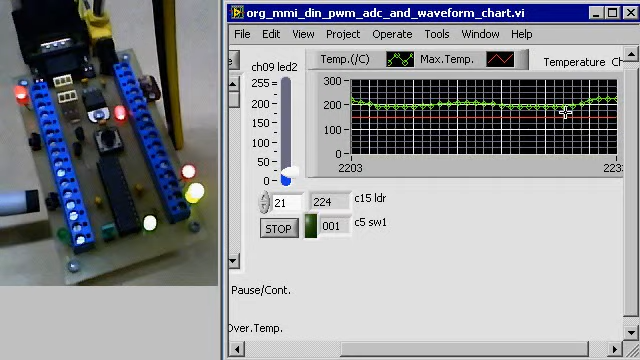 org_mmi_din_pwm_adc_and_waveform_chart.vi
File Edit View Project Operate Tools Window Help
ch09 led2
Temp.(/C) Max.Temp. Temperature Ch
255
200
150
100
50
0
300
200
100
0
2203
223
21 224 c15 ldr
STOP 001 c5 sw1
Pause/Cont.
Over.Temp.